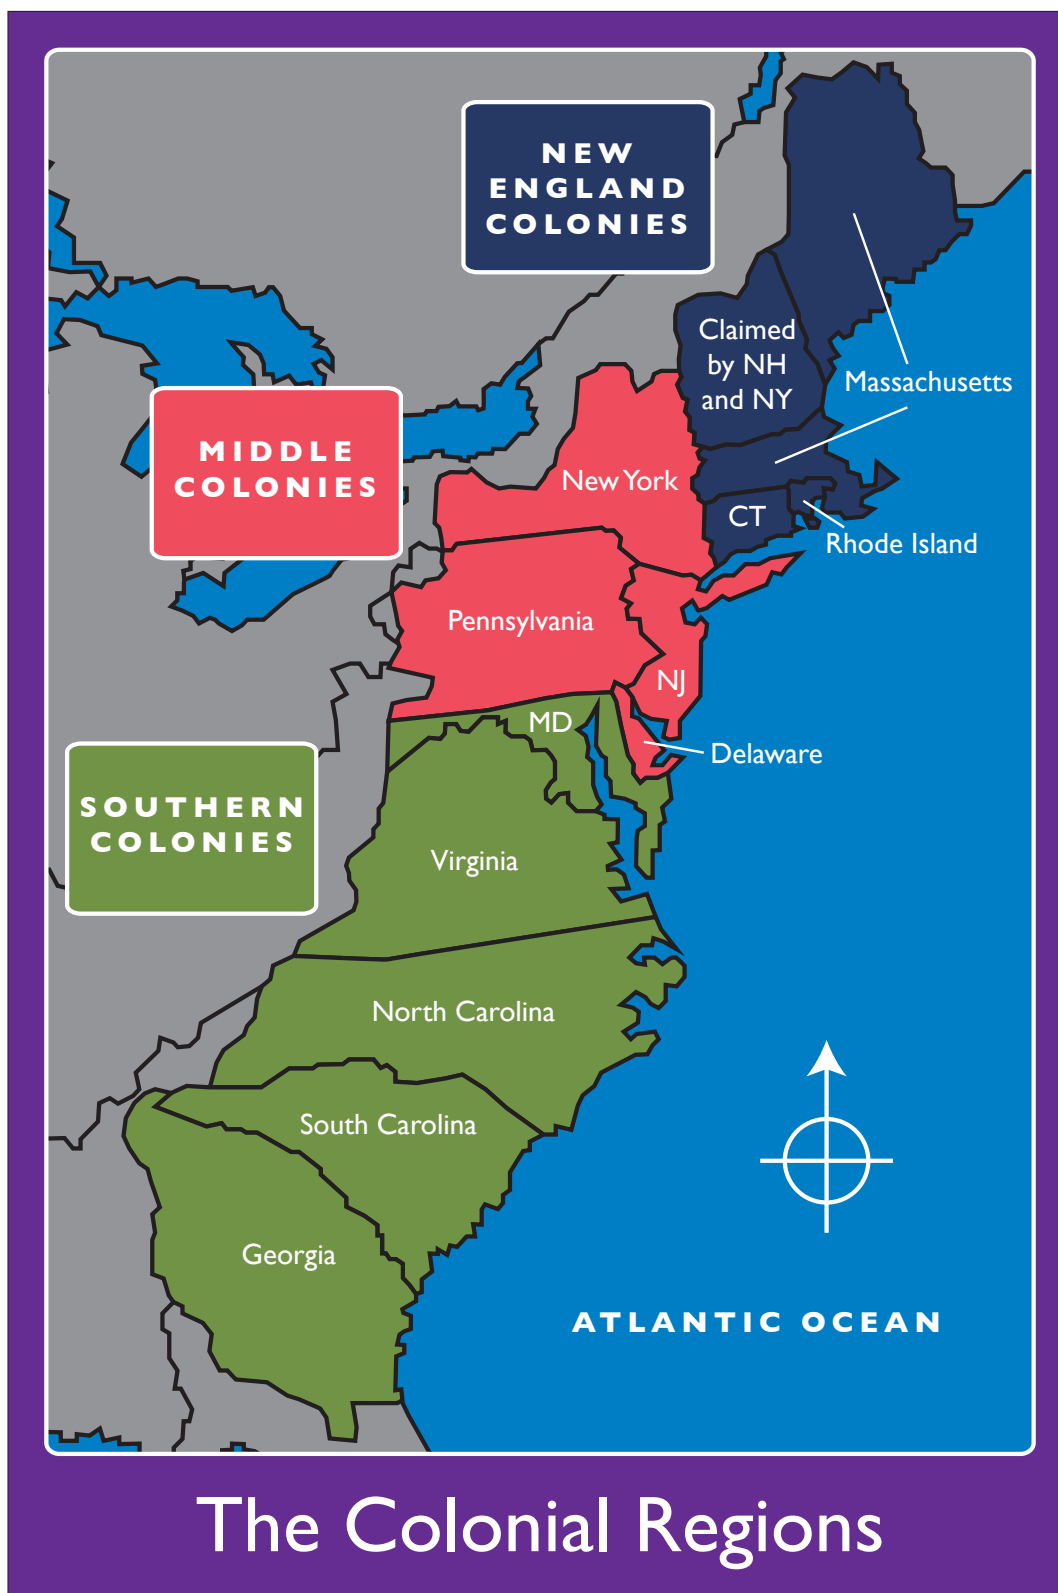 NEW
ENGLAND
COLONIES
Claimed
by NH
and NY
Massachusetts
MIDDLE
COLONIES
New York
CT
Rhode Island
Pennsylvania
NJ
MD
Delaware
SOUTHERN
COLONIES
Virginia
North Carolina
South Carolina
Georgia
ATLANTIC OCEAN
The Colonial Regions